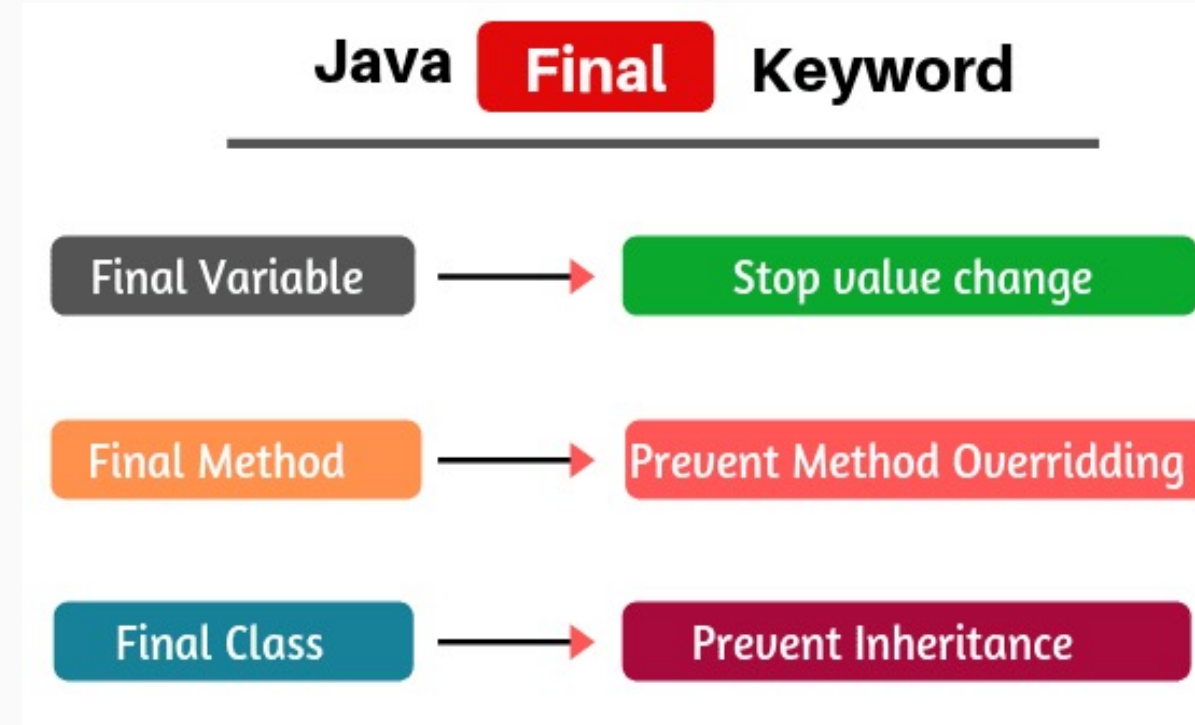 Java Final Keyword
Final Variable Stop value change
Final Method Prevent Method Overridding
Final Class Prevent Inheritance